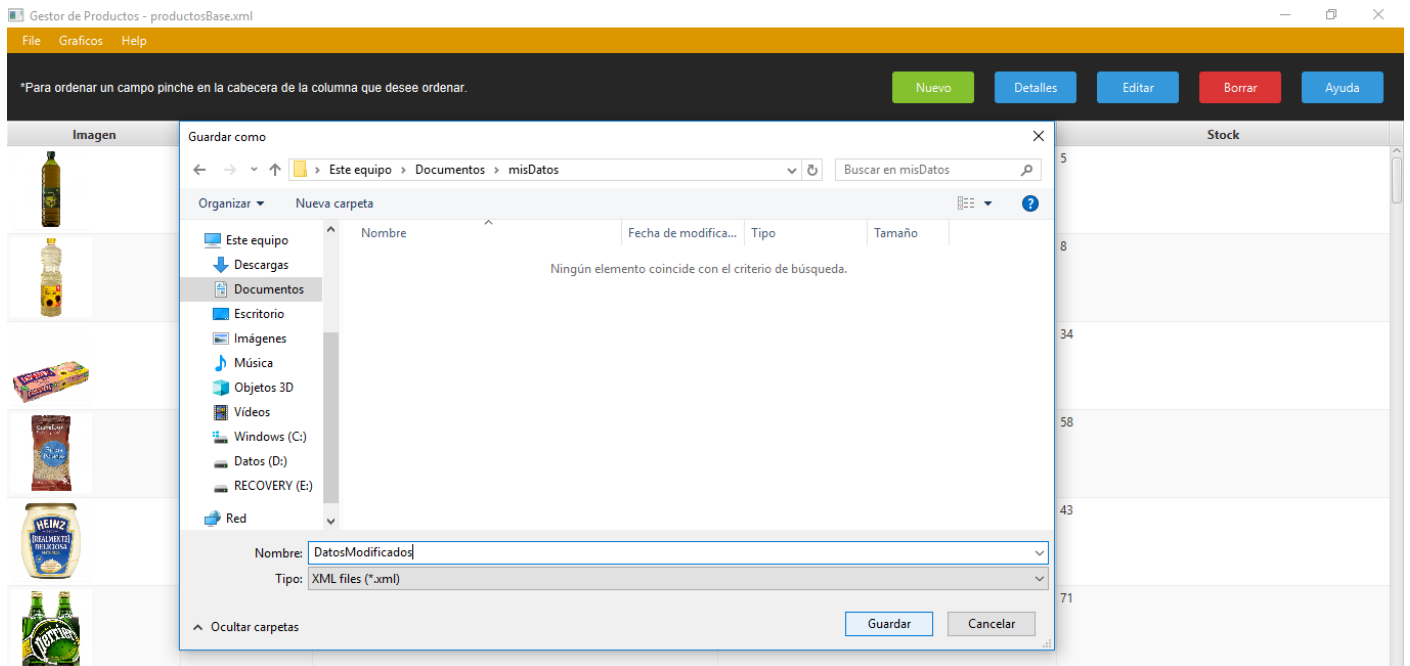 Gestor de Productos - productosBase.xml
File Graficos Help
*Para ordenar un campo pinche en la cabecera de la columna que desee ordenar.
Nuevo
Detalles
Editar
Borrar
Ayuda
Imagen
Stock
Guardar como
Este equipo > Documentos > misDatos
Buscar en misDatos
Organizar
Nueva carpeta
Nombre
Fecha de modifica...
Tipo
Tamaño
Ningún elemento coincide con el criterio de búsqueda.
Este equipo
Descargas
Documentos
Escritorio
Imágenes
Música
Objetos 3D
Vídeos
Windows (C:)
Datos (D:)
RECOVERY (E:)
Red
Nombre: DatosModificados
Tipo: XML files (*.xml)
Ocultar carpetas
Guardar
Cancelar
5
8
34
58
43
71
HEINZ
[REALMENTE]
DELICIOSA
Perrier